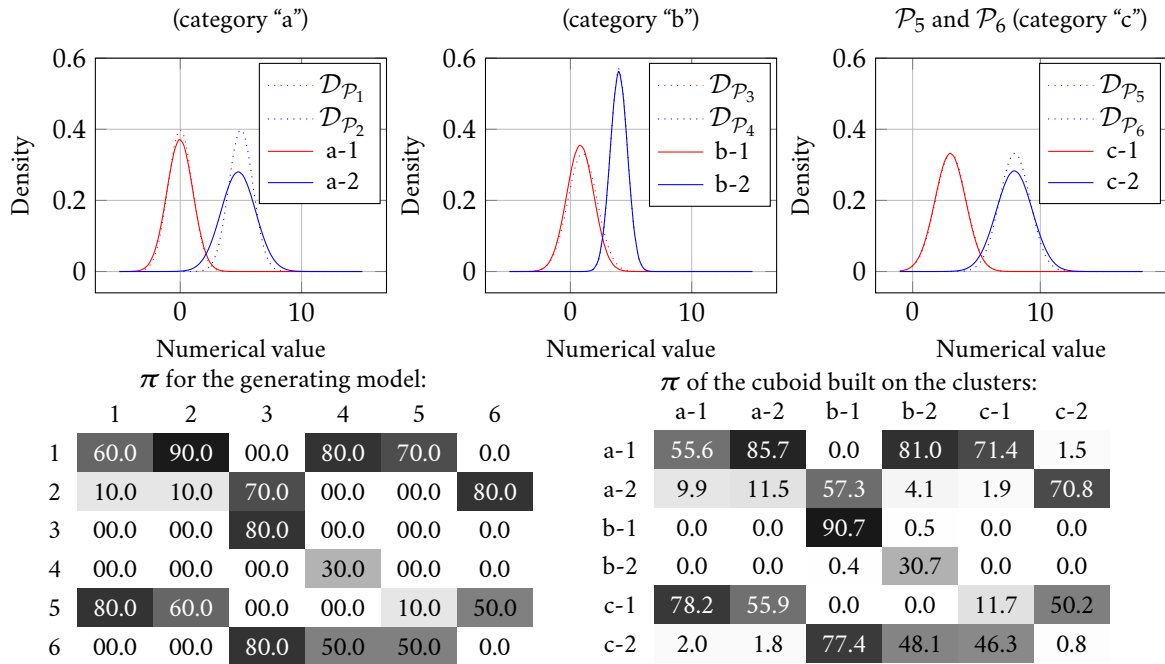 (category “a”)
(category “b”)
𝒫5 and 𝒫6 (category “c”)
0.6
0.4
0.2
0
0
10
Density
Numerical value
𝒟𝒫1
𝒟𝒫2
a-1
a-2
0.6
0.4
0.2
0
0
10
Density
Numerical value
𝒟𝒫3
𝒟𝒫4
b-1
b-2
0.6
0.4
0.2
0
0
10
Density
Numerical value
𝒟𝒫5
𝒟𝒫6
c-1
c-2
π for the generating model:
1 2 3 4 5 6
1 60.0 90.0 00.0 80.0 70.0 0.0
2 10.0 10.0 70.0 00.0 00.0 80.0
3 00.0 00.0 80.0 00.0 00.0 0.0
4 00.0 00.0 00.0 30.0 00.0 0.0
5 80.0 60.0 00.0 00.0 10.0 50.0
6 00.0 00.0 80.0 50.0 50.0 0.0
π of the cuboid built on the clusters:
a-1 a-2 b-1 b-2 c-1 c-2
a-1 55.6 85.7 0.0 81.0 71.4 1.5
a-2 9.9 11.5 57.3 4.1 1.9 70.8
b-1 0.0 0.0 90.7 0.5 0.0 0.0
b-2 0.0 0.0 0.4 30.7 0.0 0.0
c-1 78.2 55.9 0.0 0.0 11.7 50.2
c-2 2.0 1.8 77.4 48.1 46.3 0.8